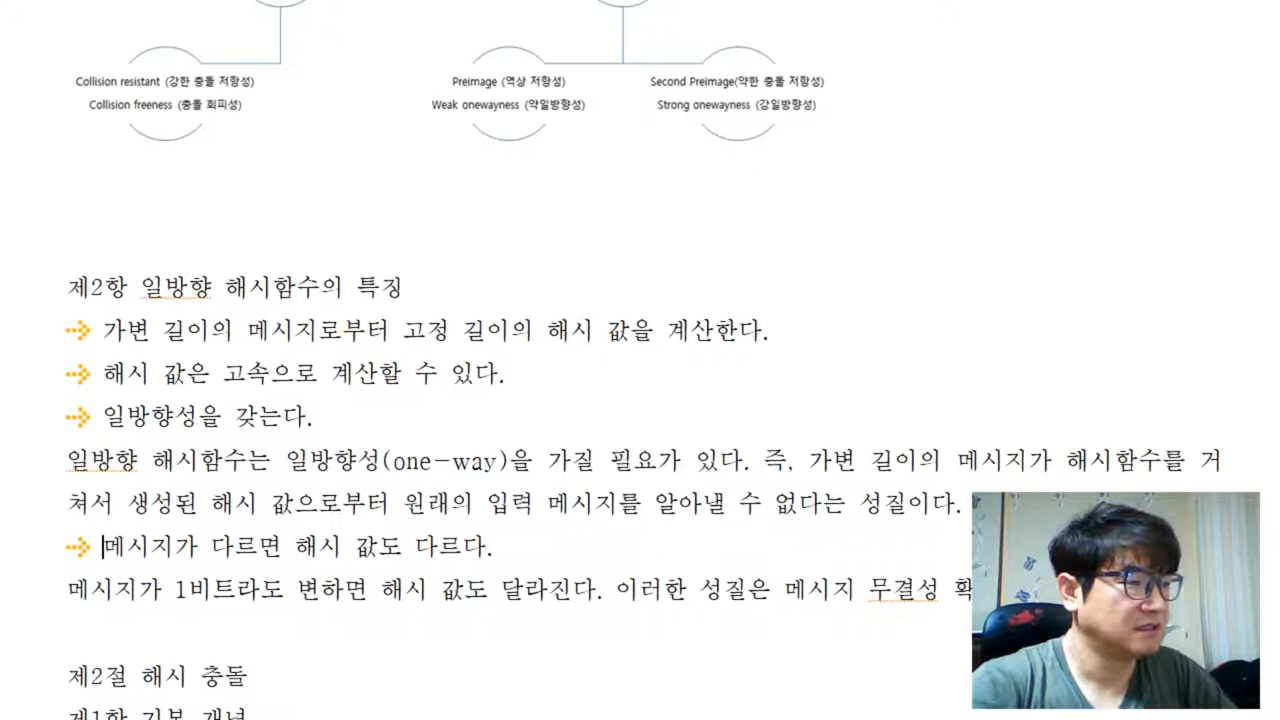 Collision resistant (강한 충돌 저항성)
Collision freeness (충돌 회피성)
Preimage (역상 저항성)
Weak onewayness (약일방향성)
Second Preimage(약한 충돌 저항성)
Strong onewayness (강일방향성)
제2항 일방향 해시함수의 특징
가변 길이의 메시지로부터 고정 길이의 해시 값을 계산한다.
해시 값은 고속으로 계산할 수 있다.
일방향성을 갖는다.
일방향 해시함수는 일방향성(one-way)을 가질 필요가 있다. 즉, 가변 길이의 메시지가 해시함수를 거
쳐서 생성된 해시 값으로부터 원래의 입력 메시지를 알아낼 수 없다는 성질이다.
메시지가 다르면 해시 값도 다르다.
메시지가 1비트라도 변하면 해시 값도 달라진다. 이러한 성질은 메시지 무결성 확
제2절 해시 충돌
제1항 기본 개념